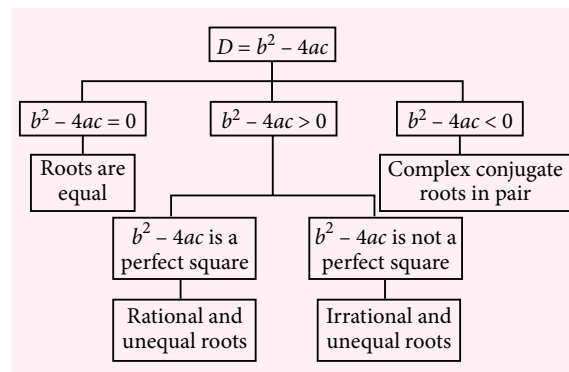 D = b² – 4ac
b² – 4ac = 0
b² – 4ac > 0
b² – 4ac < 0
Roots are
equal
Complex conjugate
roots in pair
b² – 4ac is a
perfect square
b² – 4ac is not a
perfect square
Rational and
unequal roots
Irrational and
unequal roots